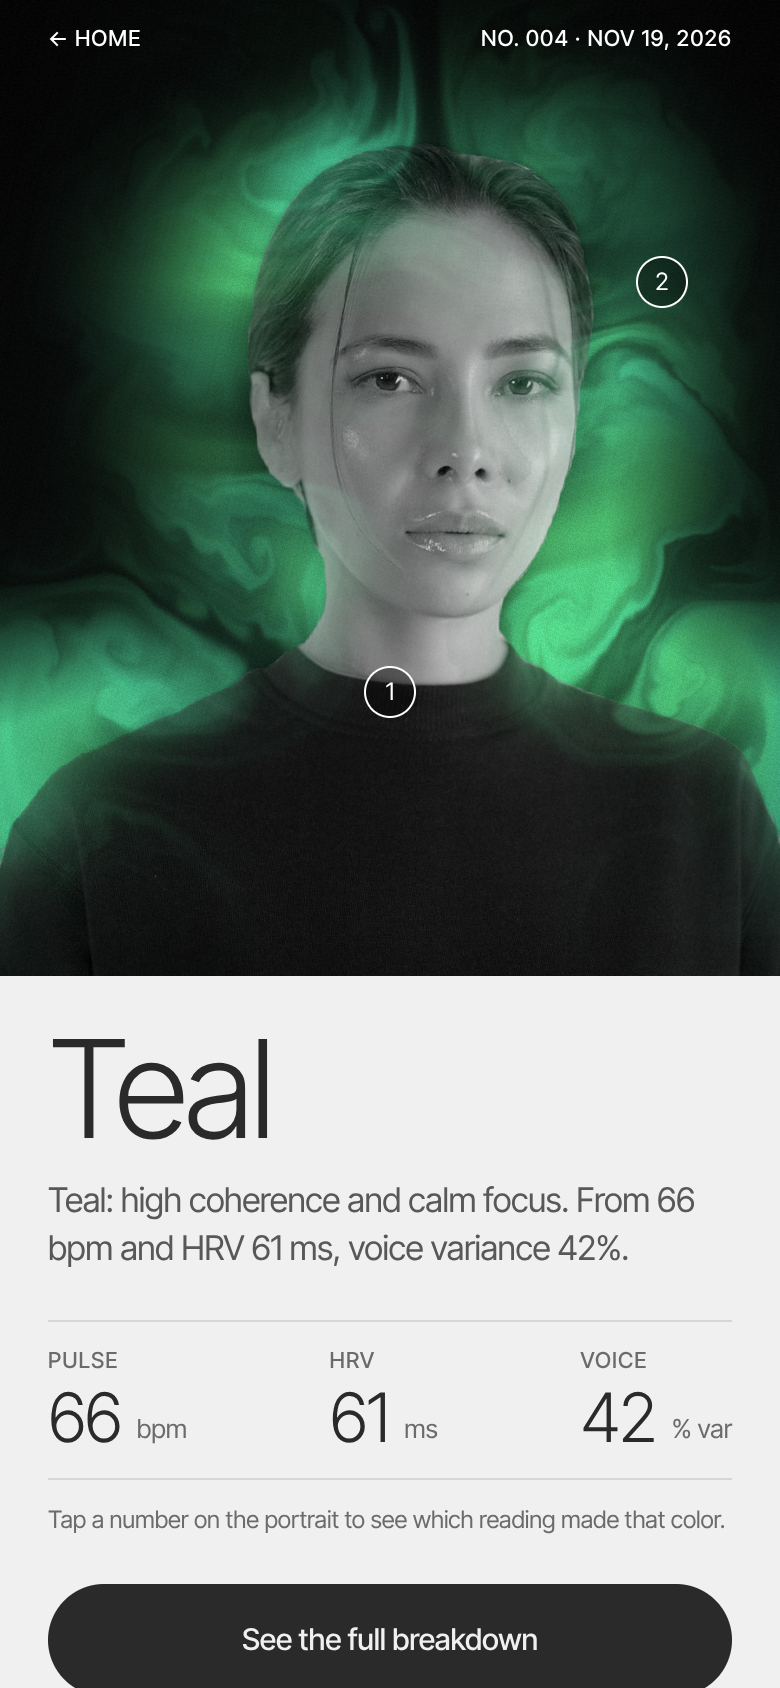 ← HOME
NO. 004 · NOV 19, 2026
2
1
Teal
Teal: high coherence and calm focus. From 66
bpm and HRV 61 ms, voice variance 42%.
PULSE
66 bpm
HRV
61 ms
VOICE
42 % var
Tap a number on the portrait to see which reading made that color.
See the full breakdown